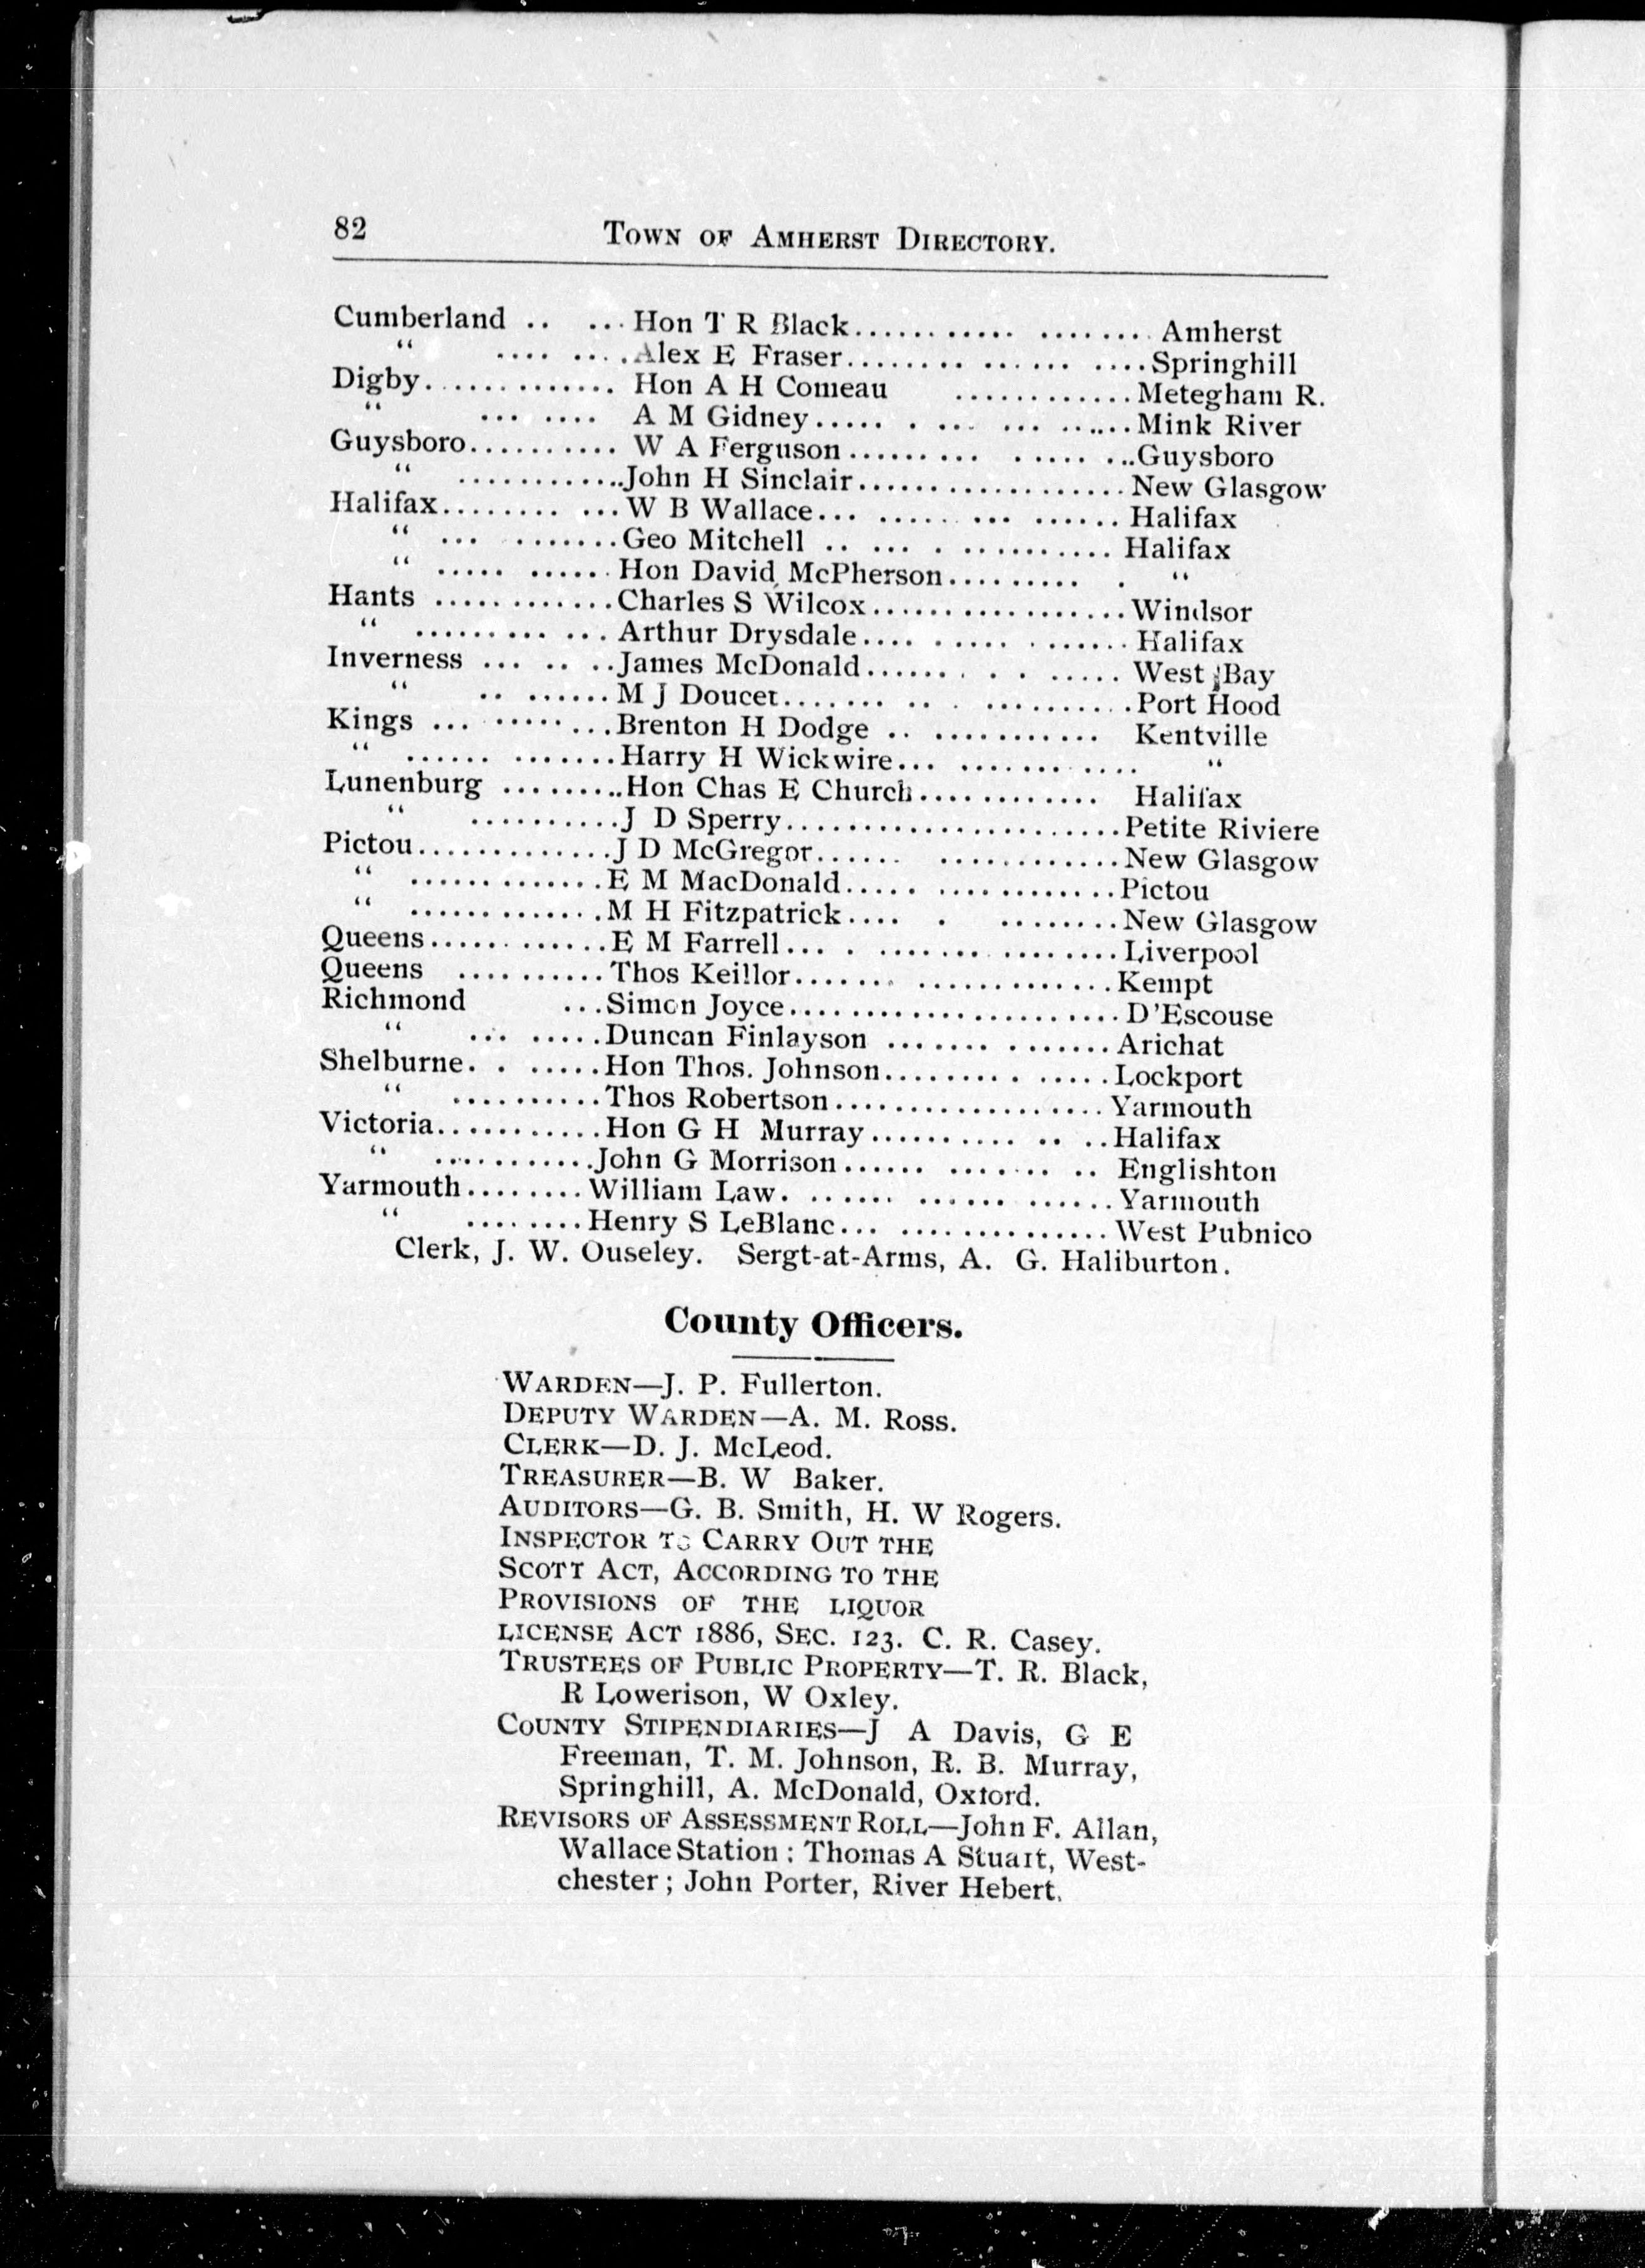 82 TOWN OF AMHERST DIRECTORY.
Cumberland .. ... Hon T R Black.................... Amherst
“ .... ....Alex E Fraser................... ....Springhill
Digby............. Hon A H Comeau ............Metegham R.
“ ... .... A M Gidney..... . ... ... ......Mink River
Guysboro.......... W A Ferguson......... ...... ...Guysboro
“ ............John H Sinclair...................New Glasgow
Halifax........ ...W B Wallace... ...... ... ...... Halifax
“ ... .......Geo Mitchell .. ... . .......... Halifax
“ ..... ......Hon David McPherson......... . “
Hants ............Charles S Wilcox.................Windsor
“ ......... ... Arthur Drysdale.... ..... . ...... Halifax
Inverness ... .. ..James McDonald....... . . ..... West Bay
“ .. ......M J Doucet....... .. . ..........Port Hood
Kings ... ..... ...Brenton H Dodge .. ........... Kentville
“ ...... .......Harry H Wickwire... ....... .... “
Lunenburg .........Hon Chas E Church............ Halifax
“ ..........J D Sperry......................Petite Riviere
Pictou.............J D McGregor...... ............New Glasgow
“ .............E M MacDonald..... ............Pictou
“ .............M H Fitzpatrick.... . ........New Glasgow
Queens............E M Farrell... . ....... ........Liverpool
Queens ..........Thos Keillor....... .............Kempt
Richmond ...Simon Joyce......................D'Escouse
“ ... .....Duncan Finlayson ....... .......Arichat
Shelburne. . ......Hon Thos. Johnson......... . .....Lockport
“ ..........Thos Robertson..................Yarmouth
Victoria...........Hon G H Murray.......... .. ..Halifax
“ ...........John G Morrison...... ....... .. Englishton
Yarmouth........William Law. ...... ...... ......Yarmouth
“ ........Henry S LeBlanc... ...............West Pubnico
Clerk, J. W. Ouseley. Sergt-at-Arms, A. G. Haliburton.
County Officers.
WARDEN—J. P. Fullerton.
DEPUTY WARDEN—A. M. Ross.
CLERK—D. J. McLeod.
TREASURER—B. W Baker.
AUDITORS—G. B. Smith, H. W Rogers.
INSPECTOR TO CARRY OUT THE
SCOTT ACT, ACCORDING TO THE
PROVISIONS OF THE LIQUOR
LICENSE ACT 1886, SEC. 123. C. R. Casey.
TRUSTEES OF PUBLIC PROPERTY—T. R. Black,
R Lowerison, W Oxley.
COUNTY STIPENDIARIES—J A Davis, G E
Freeman, T. M. Johnson, R. B. Murray,
Springhill, A. McDonald, Oxford.
REVISORS OF ASSESSMENT ROLL—John F. Allan,
Wallace Station : Thomas A Stuart, West-
chester ; John Porter, River Hebert.